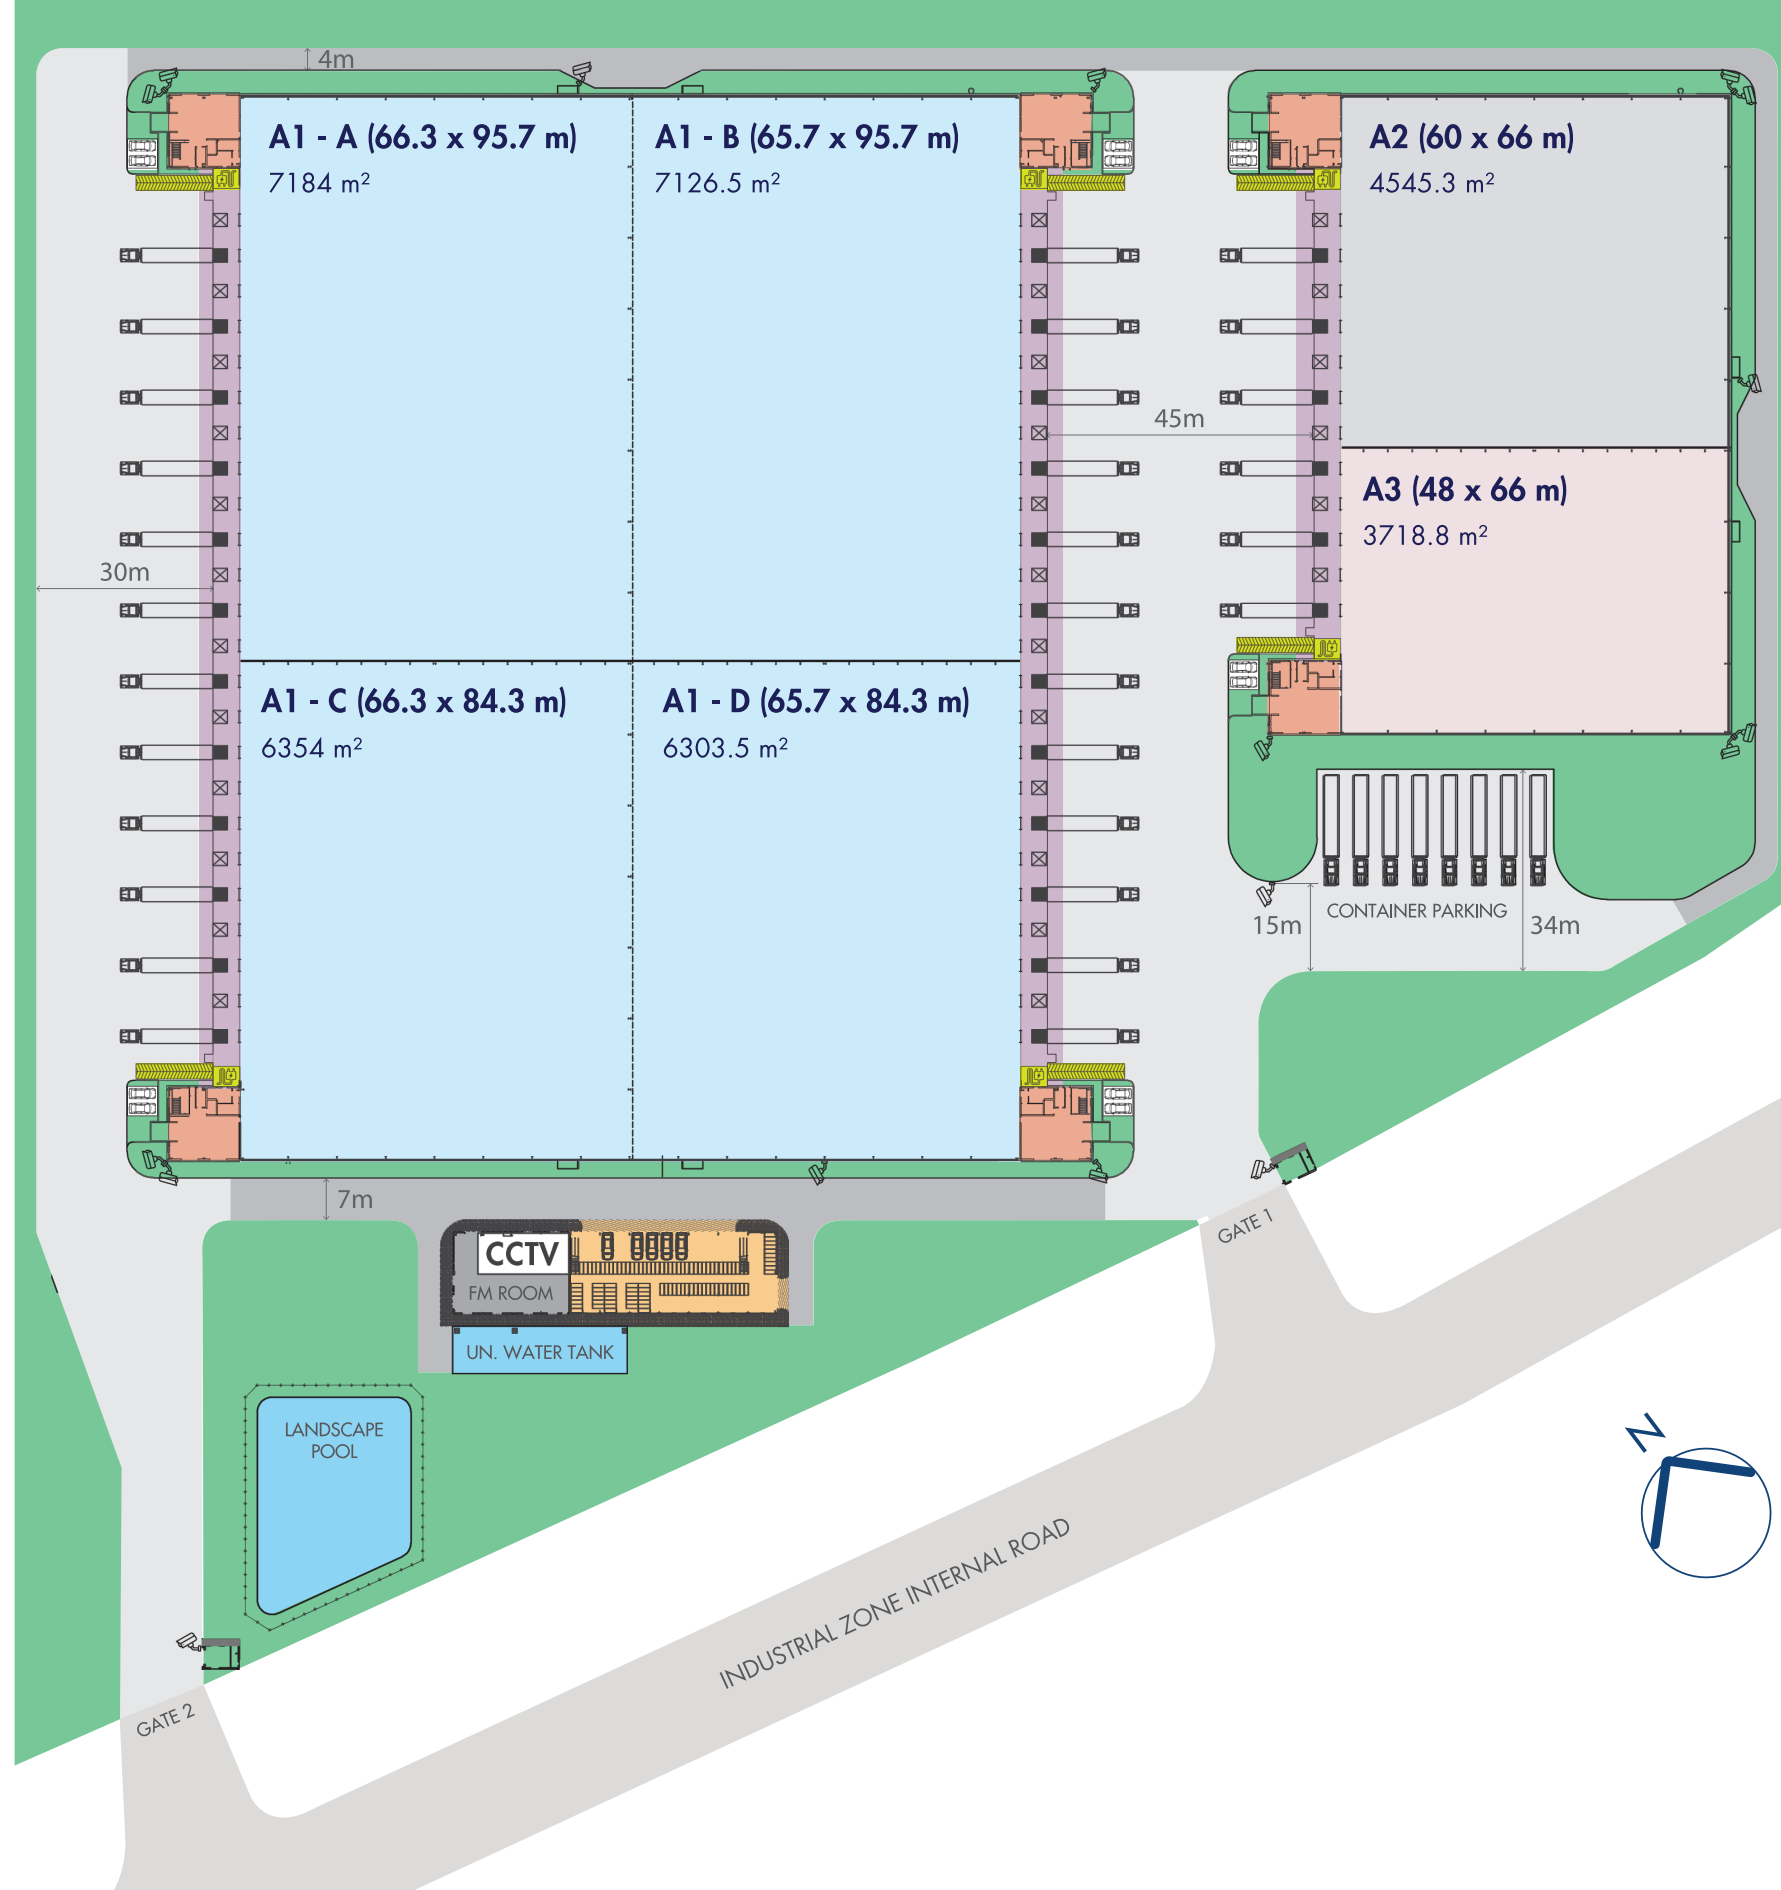 4m
A1 - A (66.3 x 95.7 m)
7184 m²
A1 - B (65.7 x 95.7 m)
7126.5 m²
A2 (60 x 66 m)
4545.3 m²
45m
A3 (48 x 66 m)
3718.8 m²
30m
A1 - C (66.3 x 84.3 m)
6354 m²
A1 - D (65.7 x 84.3 m)
6303.5 m²
CONTAINER PARKING
15m
34m
7m
GATE 1
CCTV
FM ROOM
UN. WATER TANK
LANDSCAPE
POOL
N
INDUSTRIAL ZONE INTERNAL ROAD
GATE 2